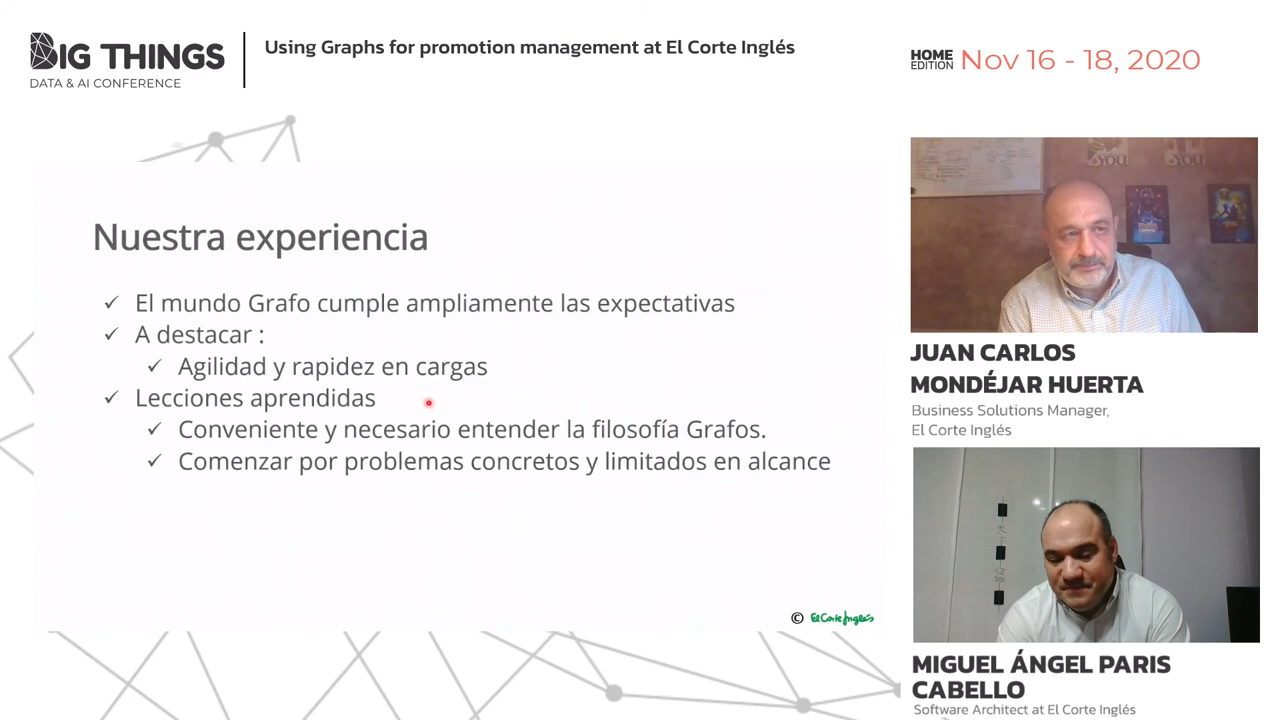 BIG THINGS
DATA & AI CONFERENCE
Using Graphs for promotion management at El Corte Inglés
HOME
EDITION
Nov 16 - 18, 2020
Nuestra experiencia
El mundo Grafo cumple ampliamente las expectativas
A destacar :
Agilidad y rapidez en cargas
Lecciones aprendidas
Conveniente y necesario entender la filosofía Grafos.
Comenzar por problemas concretos y limitados en alcance
© El Corte Inglés
YOU
YOU
JUAN CARLOS
MONDÉJAR HUERTA
Business Solutions Manager,
El Corte Inglés
MIGUEL ÁNGEL PARIS
CABELLO
Software Architect at El Corte Inglés